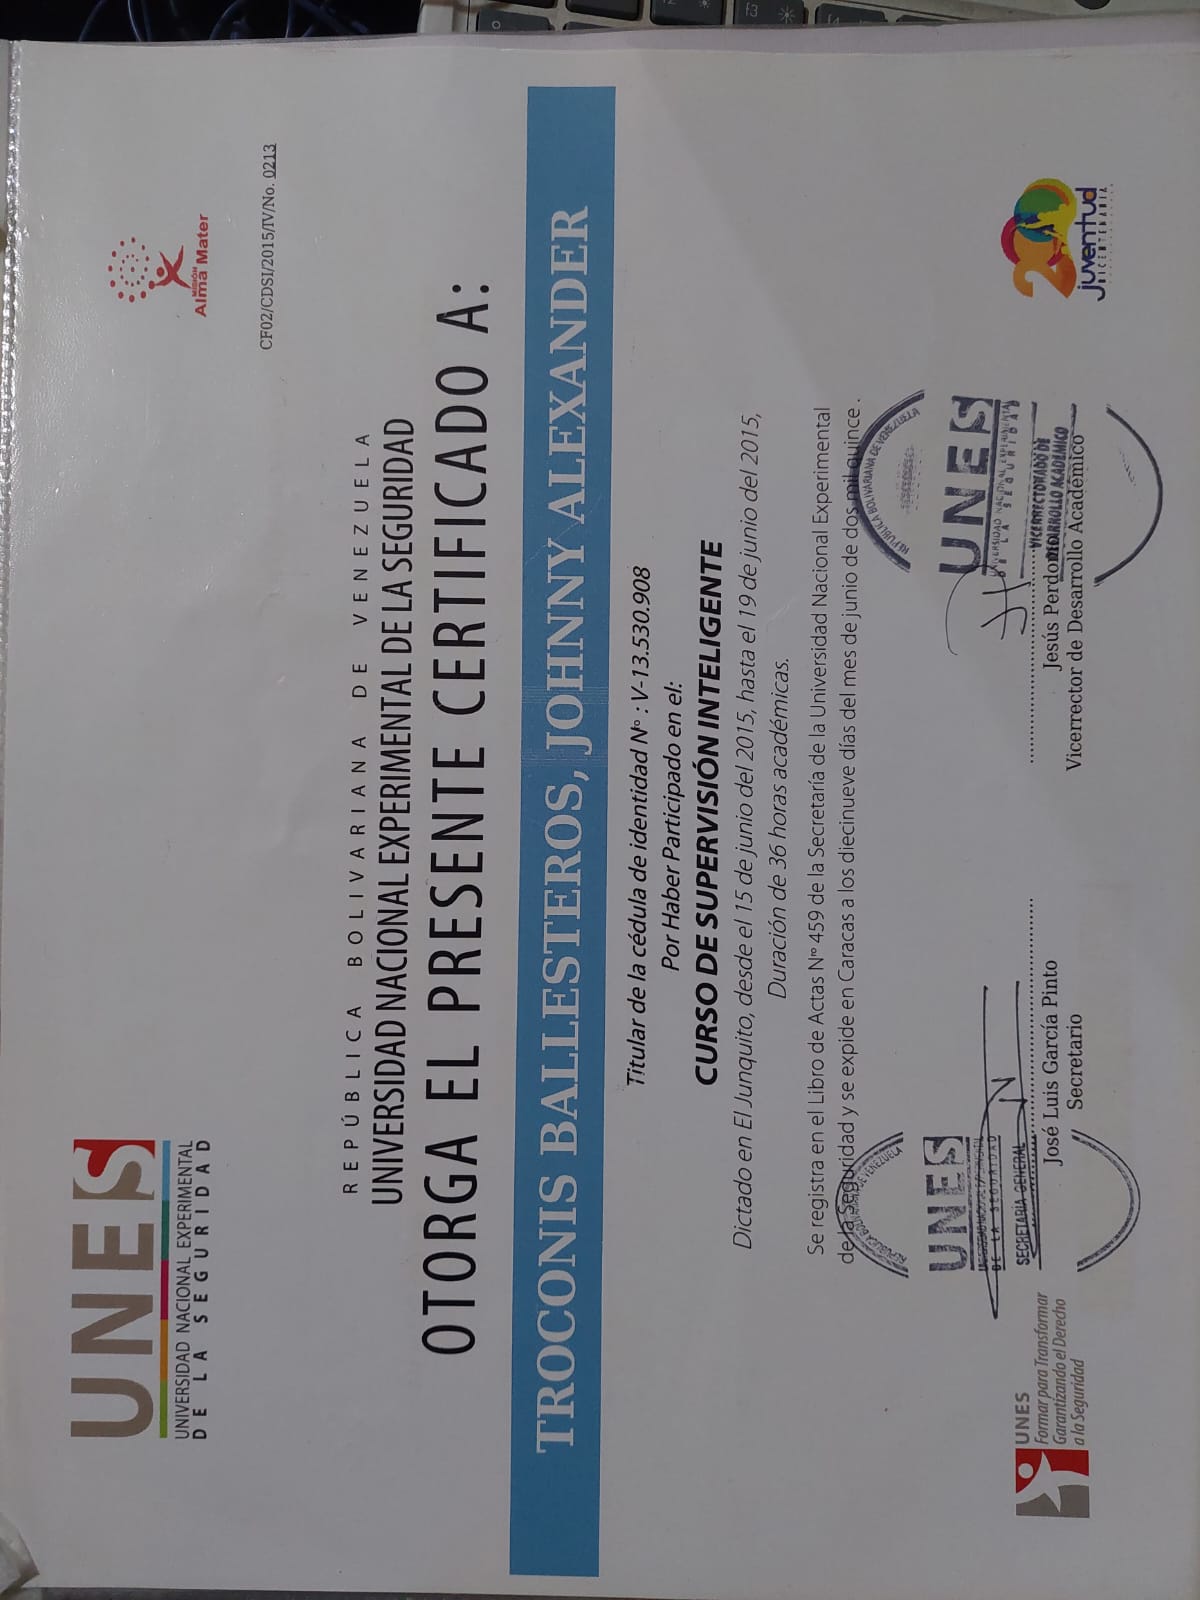 UNES
UNIVERSIDAD NACIONAL EXPERIMENTAL
DE LA SEGURIDAD
MISIÓN
Alma Mater
CF02/CDSI/2015/IV/No. 0213
REPÚBLICA BOLIVARIANA DE VENEZUELA
UNIVERSIDAD NACIONAL EXPERIMENTAL DE LA SEGURIDAD
OTORGA EL PRESENTE CERTIFICADO A:
TROCONIS BALLESTEROS, JOHNNY ALEXANDER
Titular de la cédula de identidad Nº : V-13.530.908
Por Haber Participado en el:
CURSO DE SUPERVISIÓN INTELIGENTE
Dictado en El Junquito, desde el 15 de junio del 2015, hasta el 19 de junio del 2015,
Duración de 36 horas académicas.
Se registra en el Libro de Actas Nº 459 de la Secretaría de la Universidad Nacional Experimental
de la Seguridad y se expide en Caracas a los diecinueve días del mes de junio de dos mil quince .
REPÚBLICA BOLIVARIANA DE VENEZUELA
UNES
DE LA SEGURIDAD
SECRETARÍA GENERAL
José Luis García Pinto
Secretario
REPÚBLICA BOLIVARIANA DE VENEZUELA
UNES
UNIVERSIDAD NACIONAL EXPERIMENTAL
DE LA SEGURIDAD
VICERRECTORADO DE
DESARROLLO ACADÉMICO
Jesús Perdomo
Vicerrector de Desarrollo Académico
UNES
Formar para Transformar
Garantizando el Derecho
a la Seguridad
200
juventud
BICENTENARIA
f3